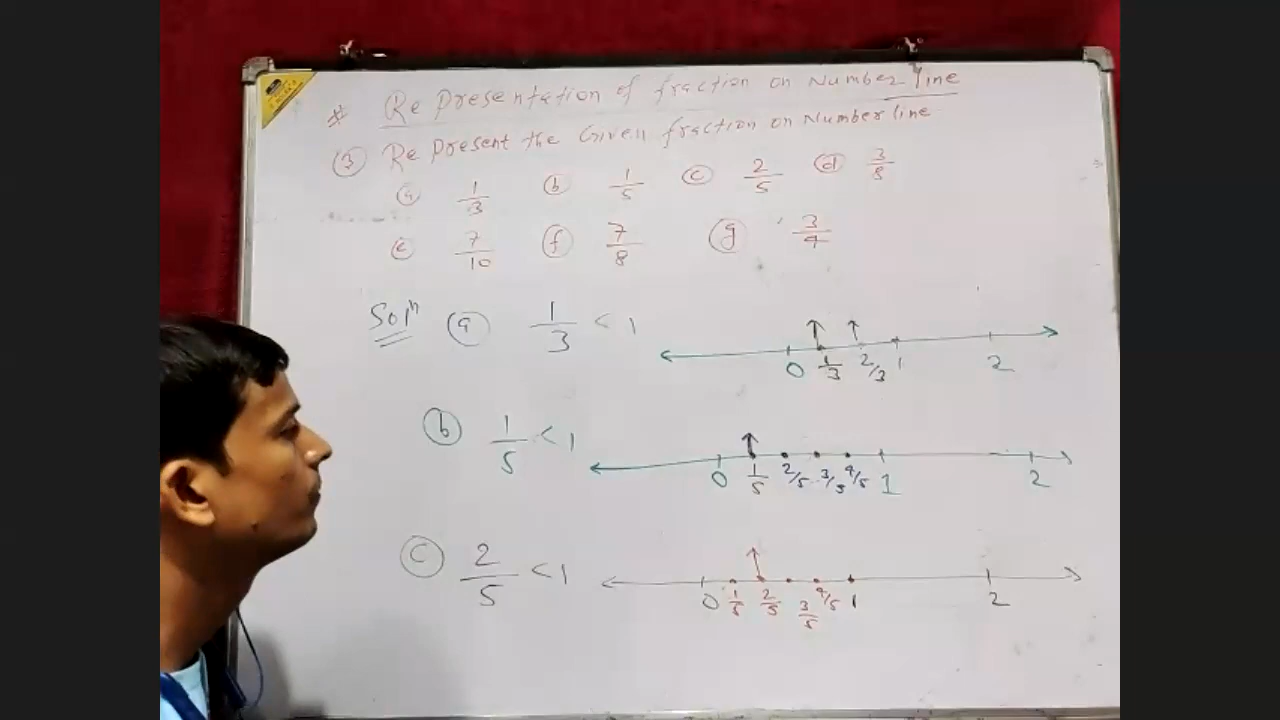 * Representation of fraction on Number line
(3) Represent the Given fraction on Number line
(a) 1/3 (b) 1/5 (c) 2/5 (d) 3/8
(e) 7/10 (f) 7/8 (g) 3/4
Solⁿ (a) 1/3 < 1
0 1/3 2/3 1 2
(b) 1/5 < 1
0 1/5 2/5 3/5 4/5 1 2
(c) 2/5 < 1
0 1/5 2/5 3/5 4/5 1 2